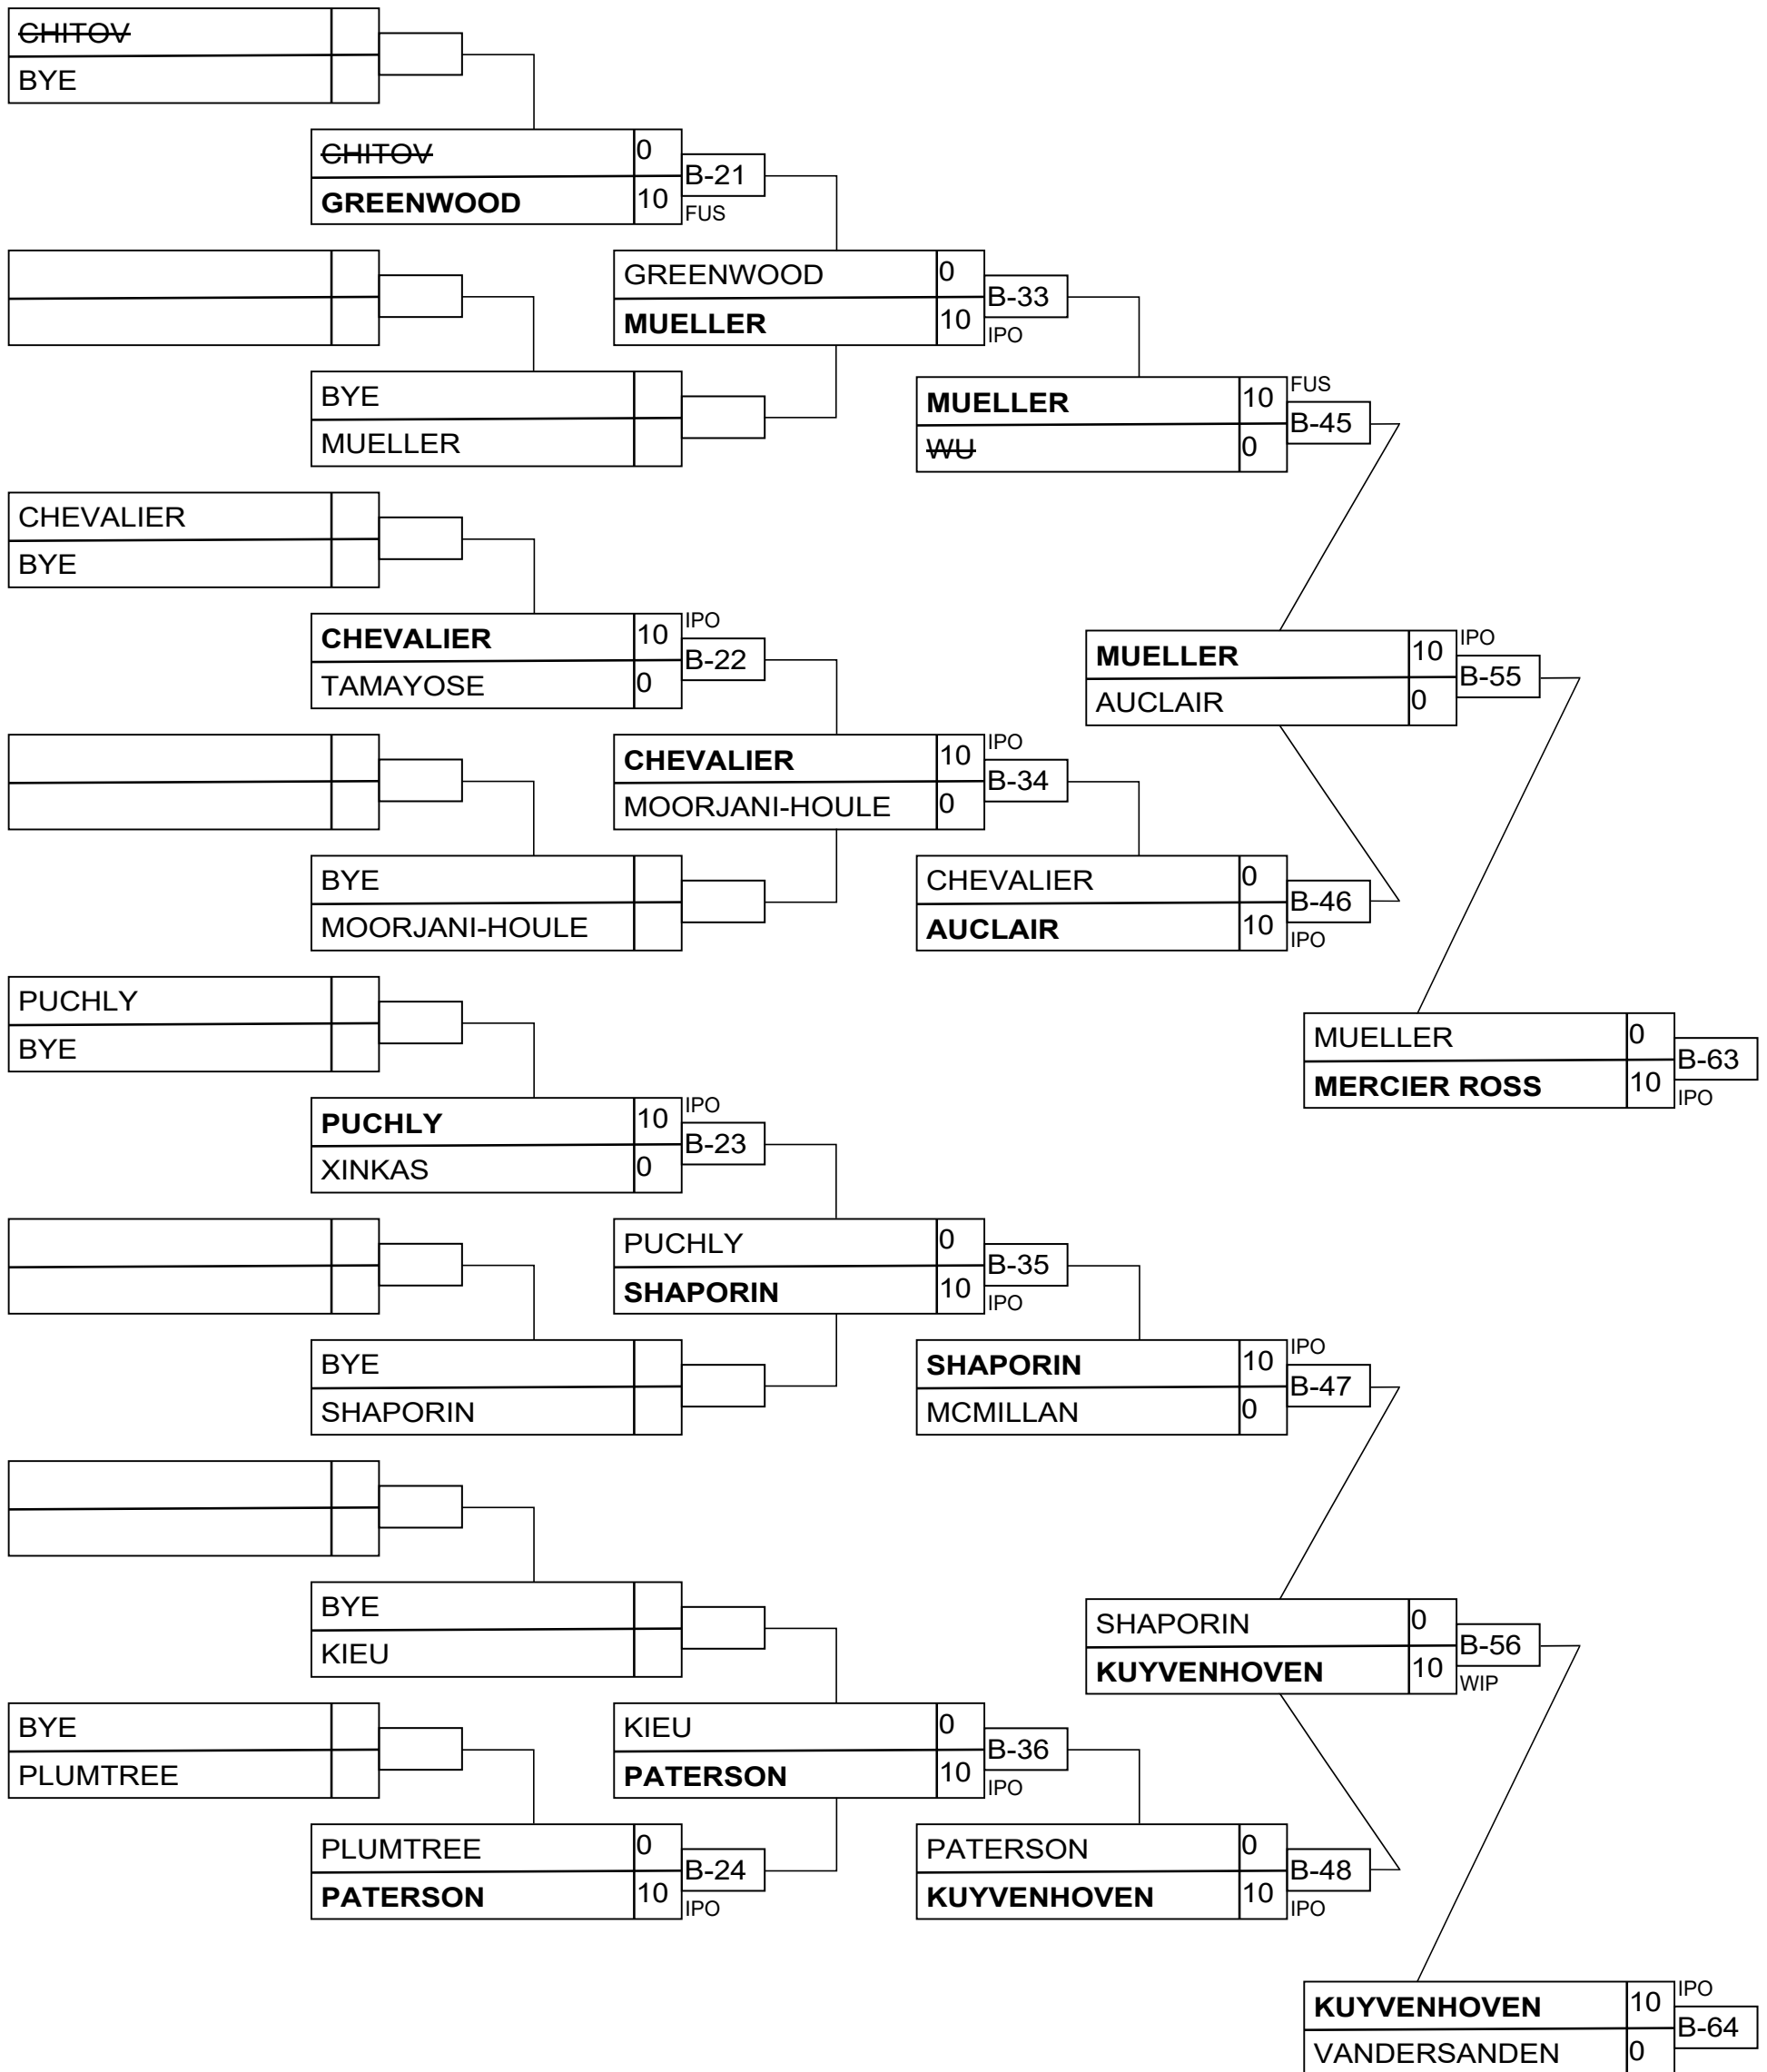 CHITOV
BYE
CHITOV 0
B-21
GREENWOOD 10
FUS
GREENWOOD 0
B-33
MUELLER 10
IPO
BYE
MUELLER
MUELLER 10
FUS
B-45
WU 0
CHEVALIER
BYE
CHEVALIER 10
IPO
B-22
TAMAYOSE 0
MUELLER 10
IPO
B-55
AUCLAIR 0
CHEVALIER 10
IPO
B-34
MOORJANI-HOULE 0
BYE
MOORJANI-HOULE
CHEVALIER 0
B-46
AUCLAIR 10
IPO
PUCHLY
BYE
MUELLER 0
B-63
MERCIER ROSS 10
IPO
PUCHLY 10
IPO
B-23
XINKAS 0
PUCHLY 0
B-35
SHAPORIN 10
IPO
BYE
SHAPORIN
SHAPORIN 10
IPO
B-47
MCMILLAN 0
BYE
KIEU
SHAPORIN 0
B-56
KUYVENHOVEN 10
WIP
BYE
PLUMTREE
KIEU 0
B-36
PATERSON 10
IPO
PLUMTREE 0
B-24
PATERSON 10
IPO
PATERSON 0
B-48
KUYVENHOVEN 10
IPO
KUYVENHOVEN 10
IPO
B-64
VANDERSANDEN 0